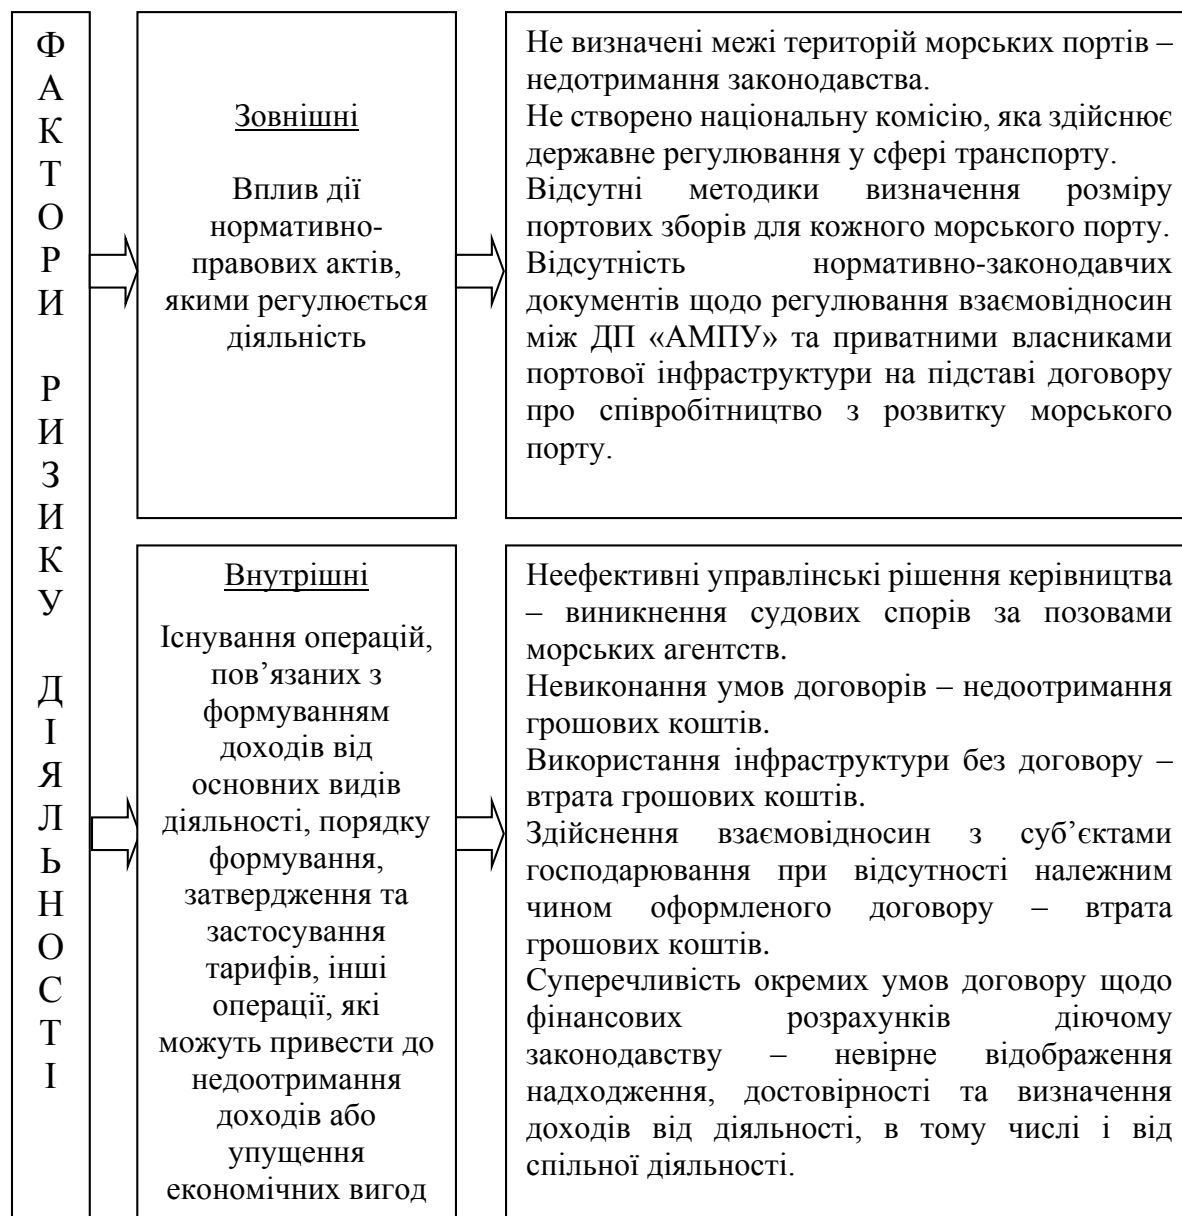 ФАКТОРИ РИЗИКУ ДІЯЛЬНОСТІ
Зовнішні
Вплив дії
нормативно-
правових актів,
якими регулюється
діяльність
Не визначені межі територій морських портів –
недотримання законодавства.
Не створено національну комісію, яка здійснює
державне регулювання у сфері транспорту.
Відсутні методики визначення розміру
портових зборів для кожного морського порту.
Відсутність нормативно-законодавчих
документів щодо регулювання взаємовідносин
між ДП «АМПУ» та приватними власниками
портової інфраструктури на підставі договору
про співробітництво з розвитку морського
порту.
Внутрішні
Існування операцій,
пов’язаних з
формуванням
доходів від
основних видів
діяльності, порядку
формування,
затвердження та
застосування
тарифів, інші
операції, які
можуть привести до
недоотримання
доходів або
упущення
економічних вигод
Неефективні управлінські рішення керівництва
– виникнення судових спорів за позовами
морських агентств.
Невиконання умов договорів – недоотримання
грошових коштів.
Використання інфраструктури без договору –
втрата грошових коштів.
Здійснення взаємовідносин з суб’єктами
господарювання при відсутності належним
чином оформленого договору – втрата
грошових коштів.
Суперечливість окремих умов договору щодо
фінансових розрахунків діючому
законодавству – невірне відображення
надходження, достовірності та визначення
доходів від діяльності, в тому числі і від
спільної діяльності.